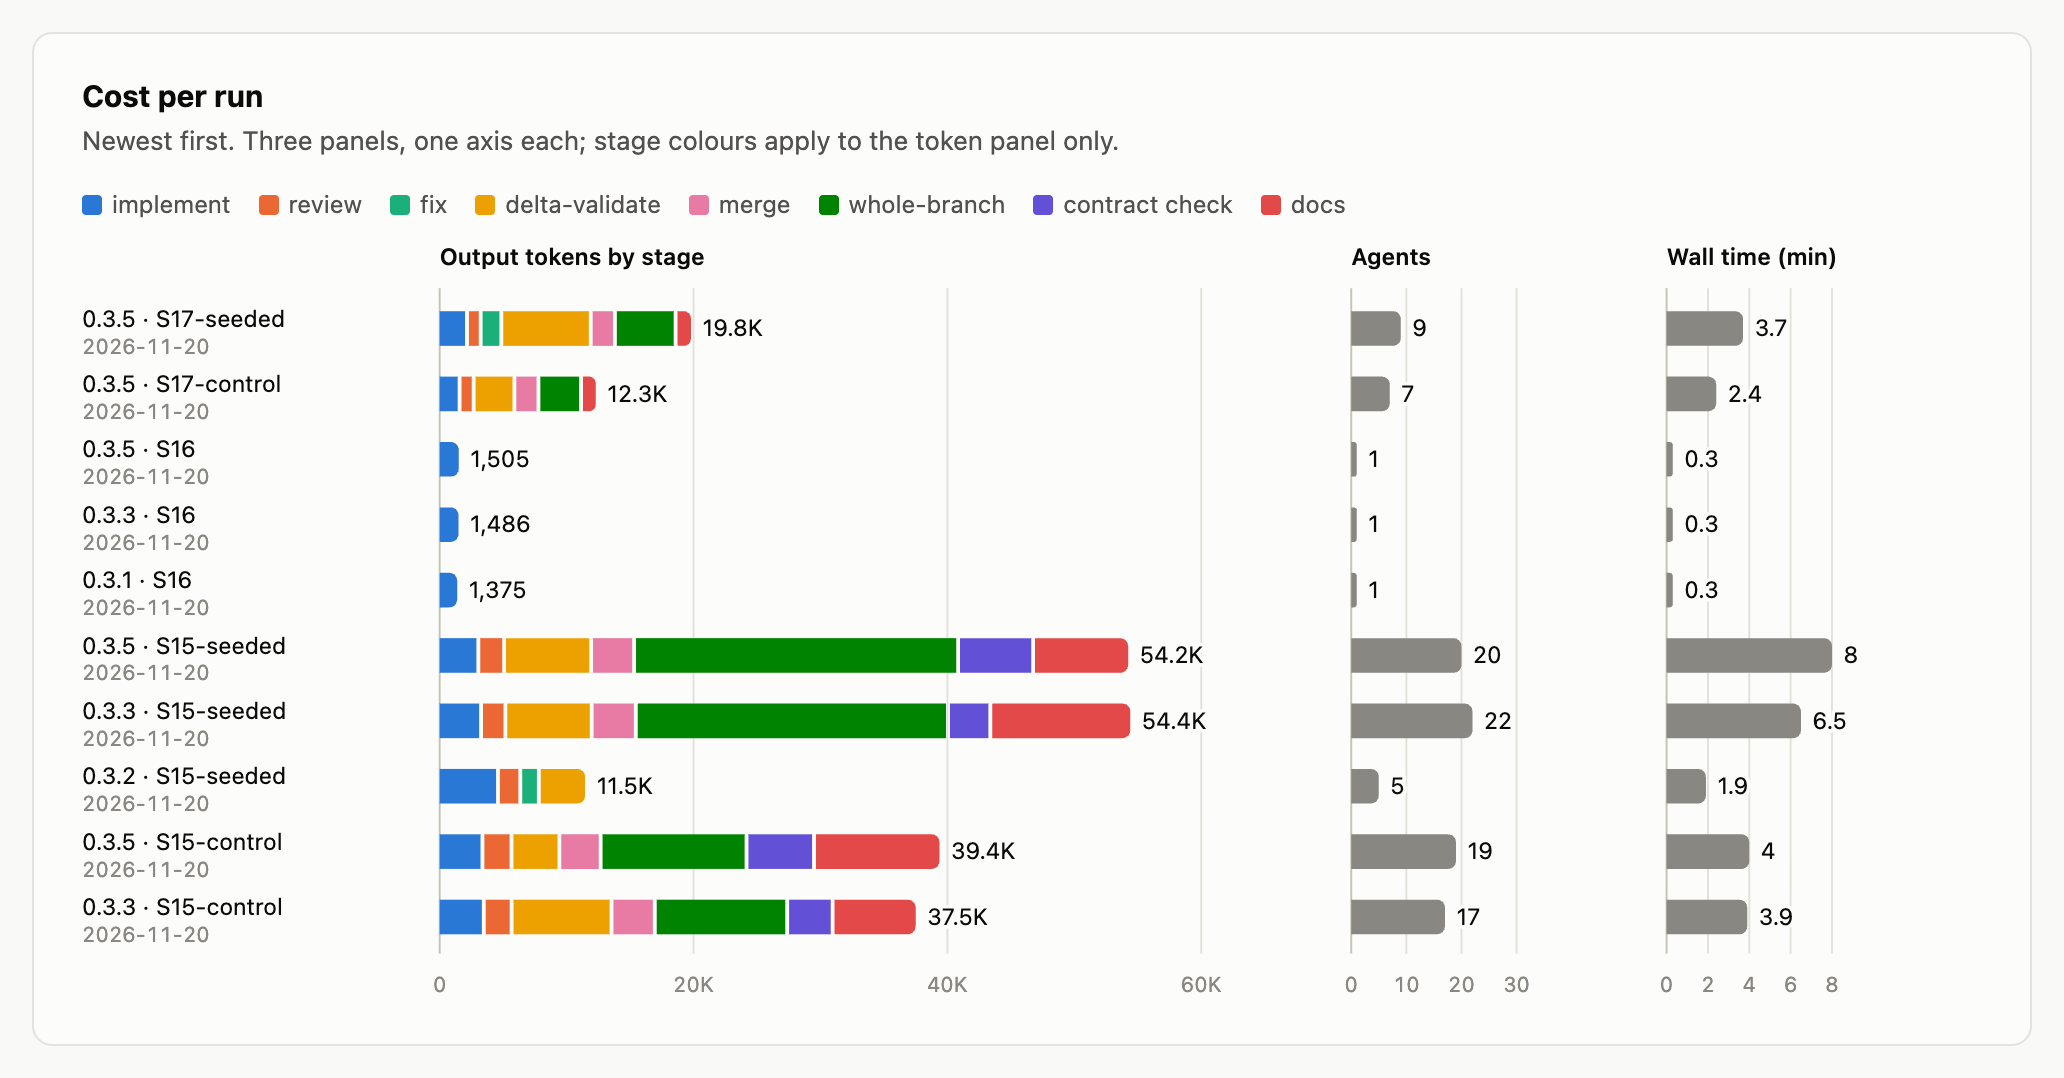 Cost per run
Newest first. Three panels, one axis each; stage colours apply to the token panel only.
implement review fix delta-validate merge whole-branch contract check docs
Output tokens by stage Agents Wall time (min)
0.3.5 · S17-seeded
2026-11-20
19.8K 9 3.7
0.3.5 · S17-control
2026-11-20
12.3K 7 2.4
0.3.5 · S16
2026-11-20
1,505 1 0.3
0.3.3 · S16
2026-11-20
1,486 1 0.3
0.3.1 · S16
2026-11-20
1,375 1 0.3
0.3.5 · S15-seeded
2026-11-20
54.2K 20 8
0.3.3 · S15-seeded
2026-11-20
54.4K 22 6.5
0.3.2 · S15-seeded
2026-11-20
11.5K 5 1.9
0.3.5 · S15-control
2026-11-20
39.4K 19 4
0.3.3 · S15-control
2026-11-20
37.5K 17 3.9
0 20K 40K 60K 0 10 20 30 0 2 4 6 8